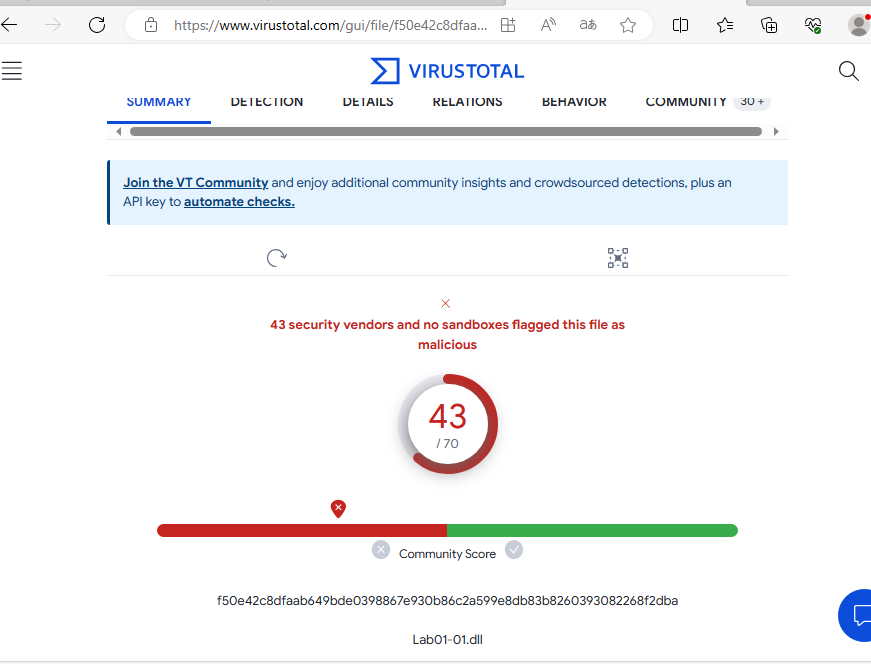 https://www.virustotal.com/gui/file/f50e42c8dfaa...
VIRUSTOTAL
SUMMARY DETECTION DETAILS RELATIONS BEHAVIOR COMMUNITY 30 +
Join the VT Community and enjoy additional community insights and crowdsourced detections, plus an
API key to automate checks.
43 security vendors and no sandboxes flagged this file as
malicious
43
/ 70
Community Score
f50e42c8dfaab649bde0398867e930b86c2a599e8db83b8260393082268f2dba
Lab01-01.dll